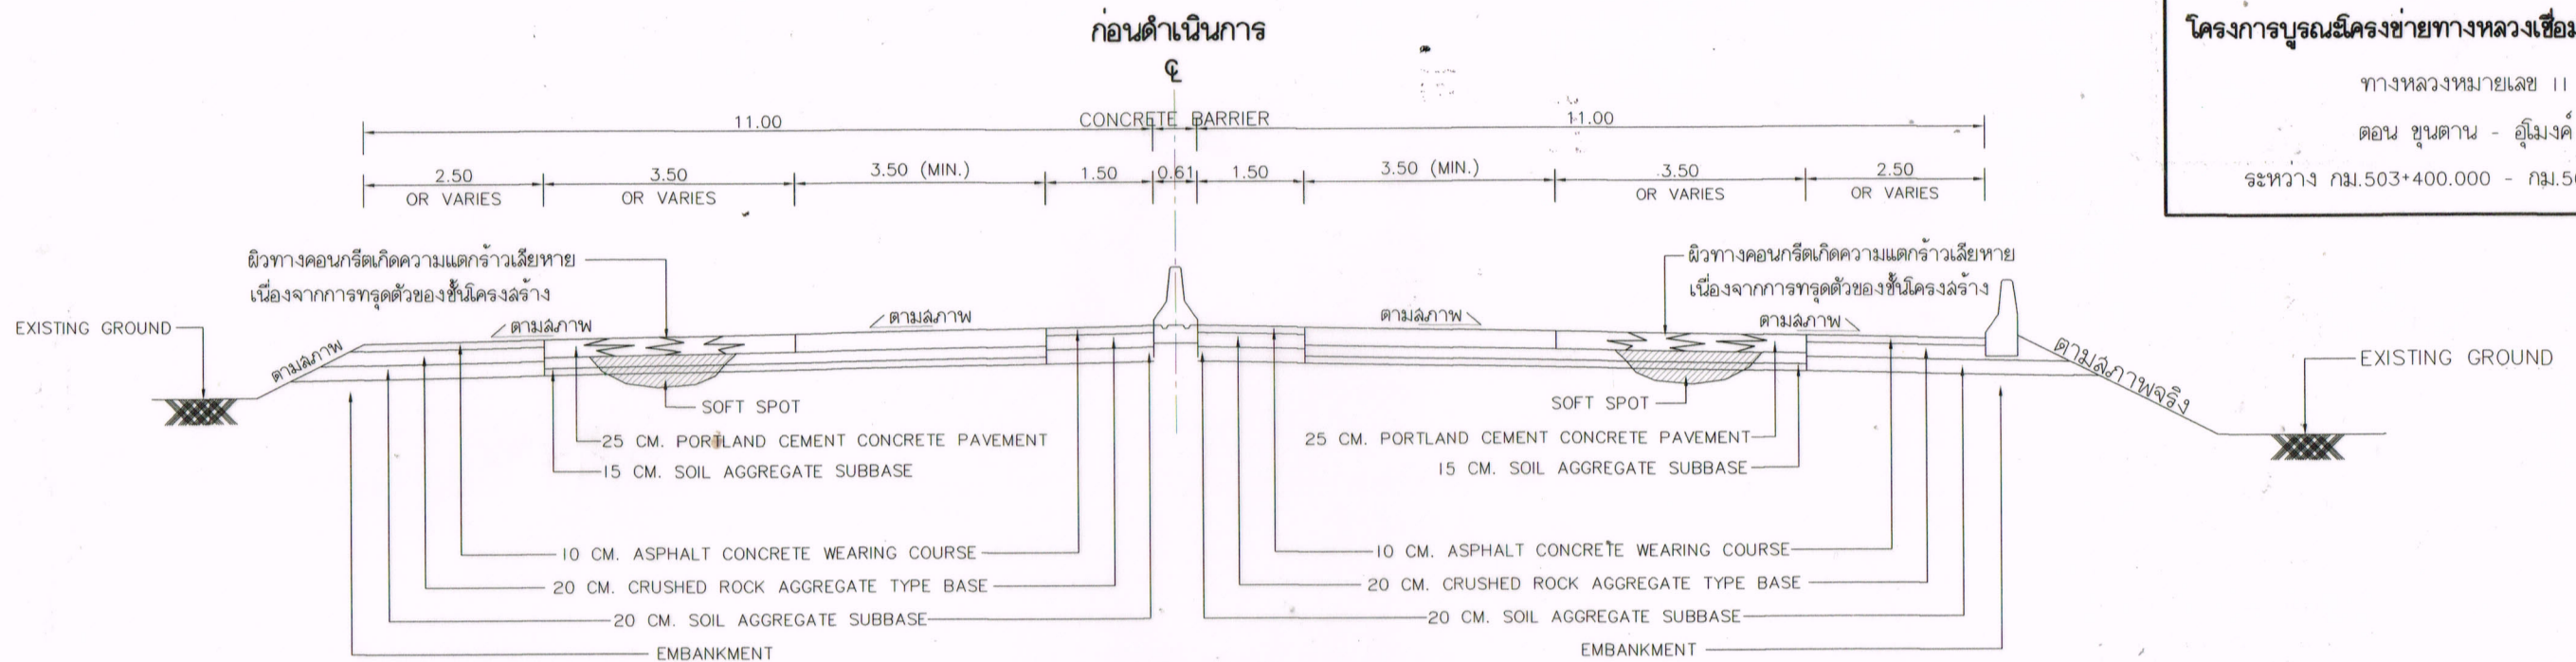 ก่อนดำเนินการ
โครงการบูรณะโครงข่ายทางหลวงเชื่อม
ทางหลวงหมายเลข 11
ตอน ขุนตาน - อุโมงค์
ระหว่าง กม.503+400.000 - กม.5
℄
11.00 CONCRETE BARRIER 11.00
2.50 3.50 3.50 (MIN.) 1.50 0.61 1.50 3.50 (MIN.) 3.50 2.50
OR VARIES OR VARIES OR VARIES OR VARIES
ผิวทางคอนกรีตเกิดความแตกร้าวเสียหาย
เนื่องจากการทรุดตัวของชั้นโครงสร้าง
ผิวทางคอนกรีตเกิดความแตกร้าวเสียหาย
เนื่องจากการทรุดตัวของชั้นโครงสร้าง
EXISTING GROUND
ตามสภาพ
ตามสภาพ
ตามสภาพ
ตามสภาพ
ตามสภาพ
ตามสภาพจริง
EXISTING GROUND
SOFT SPOT
25 CM. PORTLAND CEMENT CONCRETE PAVEMENT
15 CM. SOIL AGGREGATE SUBBASE
10 CM. ASPHALT CONCRETE WEARING COURSE
20 CM. CRUSHED ROCK AGGREGATE TYPE BASE
20 CM. SOIL AGGREGATE SUBBASE
EMBANKMENT
SOFT SPOT
25 CM. PORTLAND CEMENT CONCRETE PAVEMENT
15 CM. SOIL AGGREGATE SUBBASE
10 CM. ASPHALT CONCRETE WEARING COURSE
20 CM. CRUSHED ROCK AGGREGATE TYPE BASE
20 CM. SOIL AGGREGATE SUBBASE
EMBANKMENT